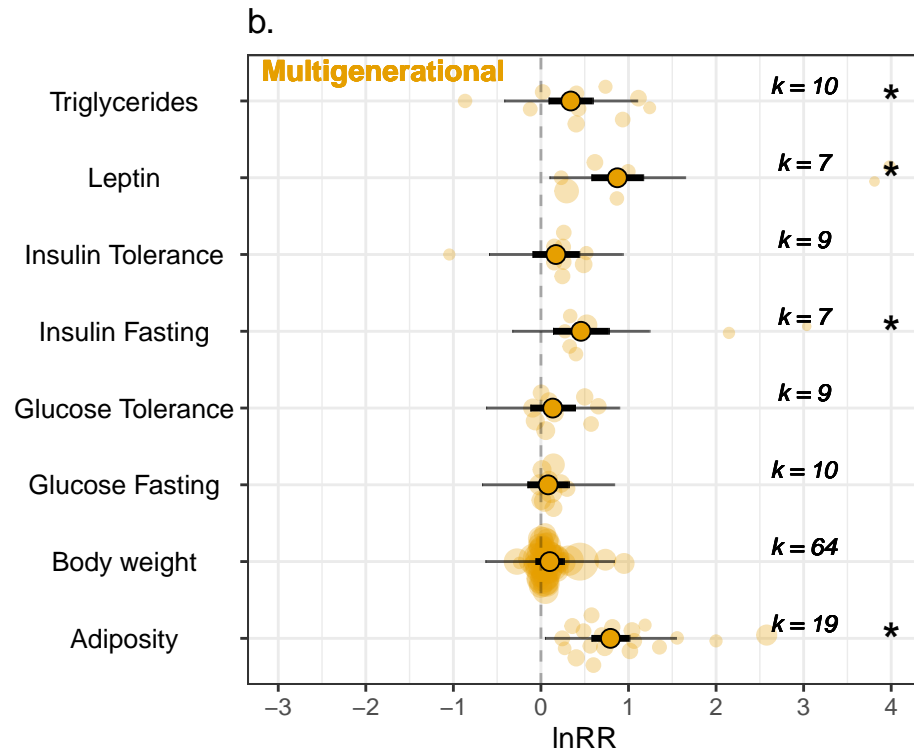 b.
Multigenerational
Triglycerides k = 10 *
Leptin k = 7 *
Insulin Tolerance k = 9
Insulin Fasting k = 7 *
Glucose Tolerance k = 9
Glucose Fasting k = 10
Body weight k = 64
Adiposity k = 19 *
−3 −2 −1 0 1 2 3 4
lnRR